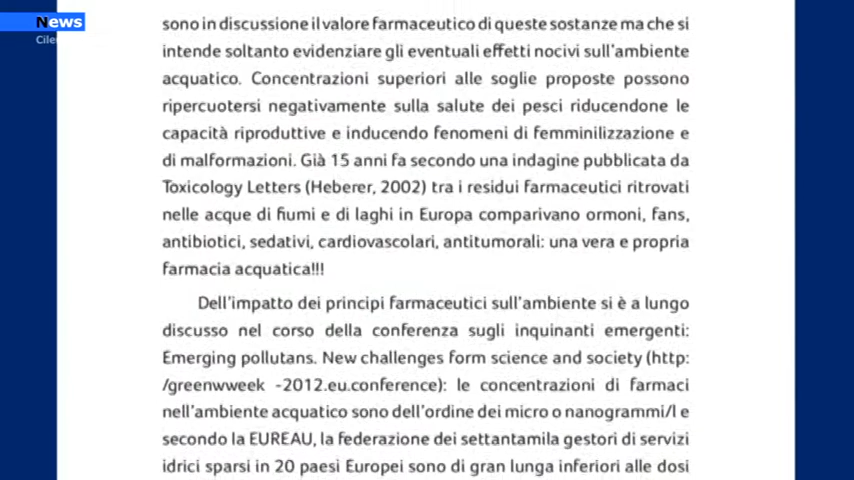 News
sono in discussione il valore farmaceutico di queste sostanze ma che si
intende soltanto evidenziare gli eventuali effetti nocivi sull'ambiente
acquatico. Concentrazioni superiori alle soglie proposte possono
ripercuotersi negativamente sulla salute dei pesci riducendone le
capacità riproduttive e inducendo fenomeni di femminilizzazione e
di malformazioni. Già 15 anni fa secondo una indagine pubblicata da
Toxicology Letters (Heberer, 2002) tra i residui farmaceutici ritrovati
nelle acque di fiumi e di laghi in Europa comparivano ormoni, fans,
antibiotici, sedativi, cardiovascolari, antitumorali: una vera e propria
farmacia acquatica!!!
Dell'impatto dei principi farmaceutici sull'ambiente si è a lungo
discusso nel corso della conferenza sugli inquinanti emergenti:
Emerging pollutans. New challenges form science and society (http:
/greenwweek -2012.eu.conference): le concentrazioni di farmaci
nell'ambiente acquatico sono dell'ordine dei micro o nanogrammi/l e
secondo la EUREAU, la federazione dei settantamila gestori di servizi
idrici sparsi in 20 paesi Europei sono di gran lunga inferiori alle dosi